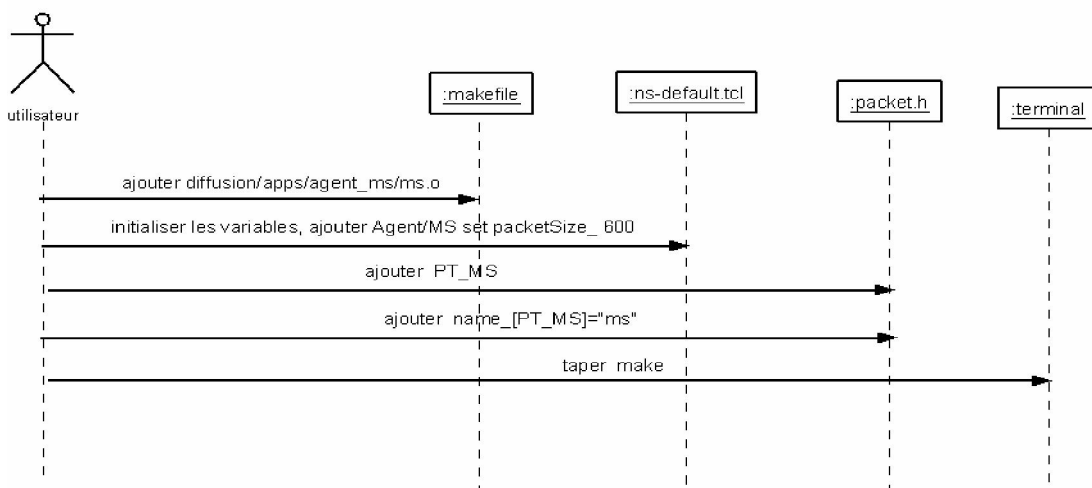 utilisateur
:makefile
:ns-default.tcl
:packet.h
:terminal
ajouter diffusion/apps/agent_ms/ms.o
initialiser les variables, ajouter Agent/MS set packetSize_ 600
ajouter PT_MS
ajouter name_[PT_MS]="ms"
taper make